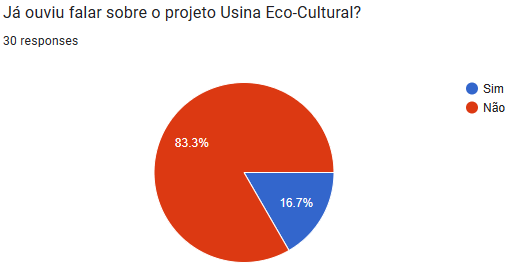 Já ouviu falar sobre o projeto Usina Eco-Cultural?
30 responses
Sim
Não
83.3%
16.7%